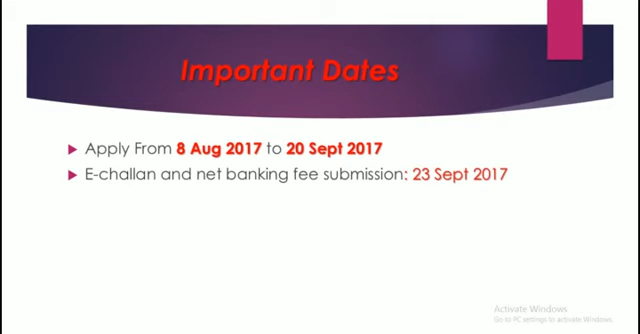 Important Dates
Apply From 8 Aug 2017 to 20 Sept 2017
E-challan and net banking fee submission: 23 Sept 2017
Activate Windows
Go to PC settings to activate Windows.